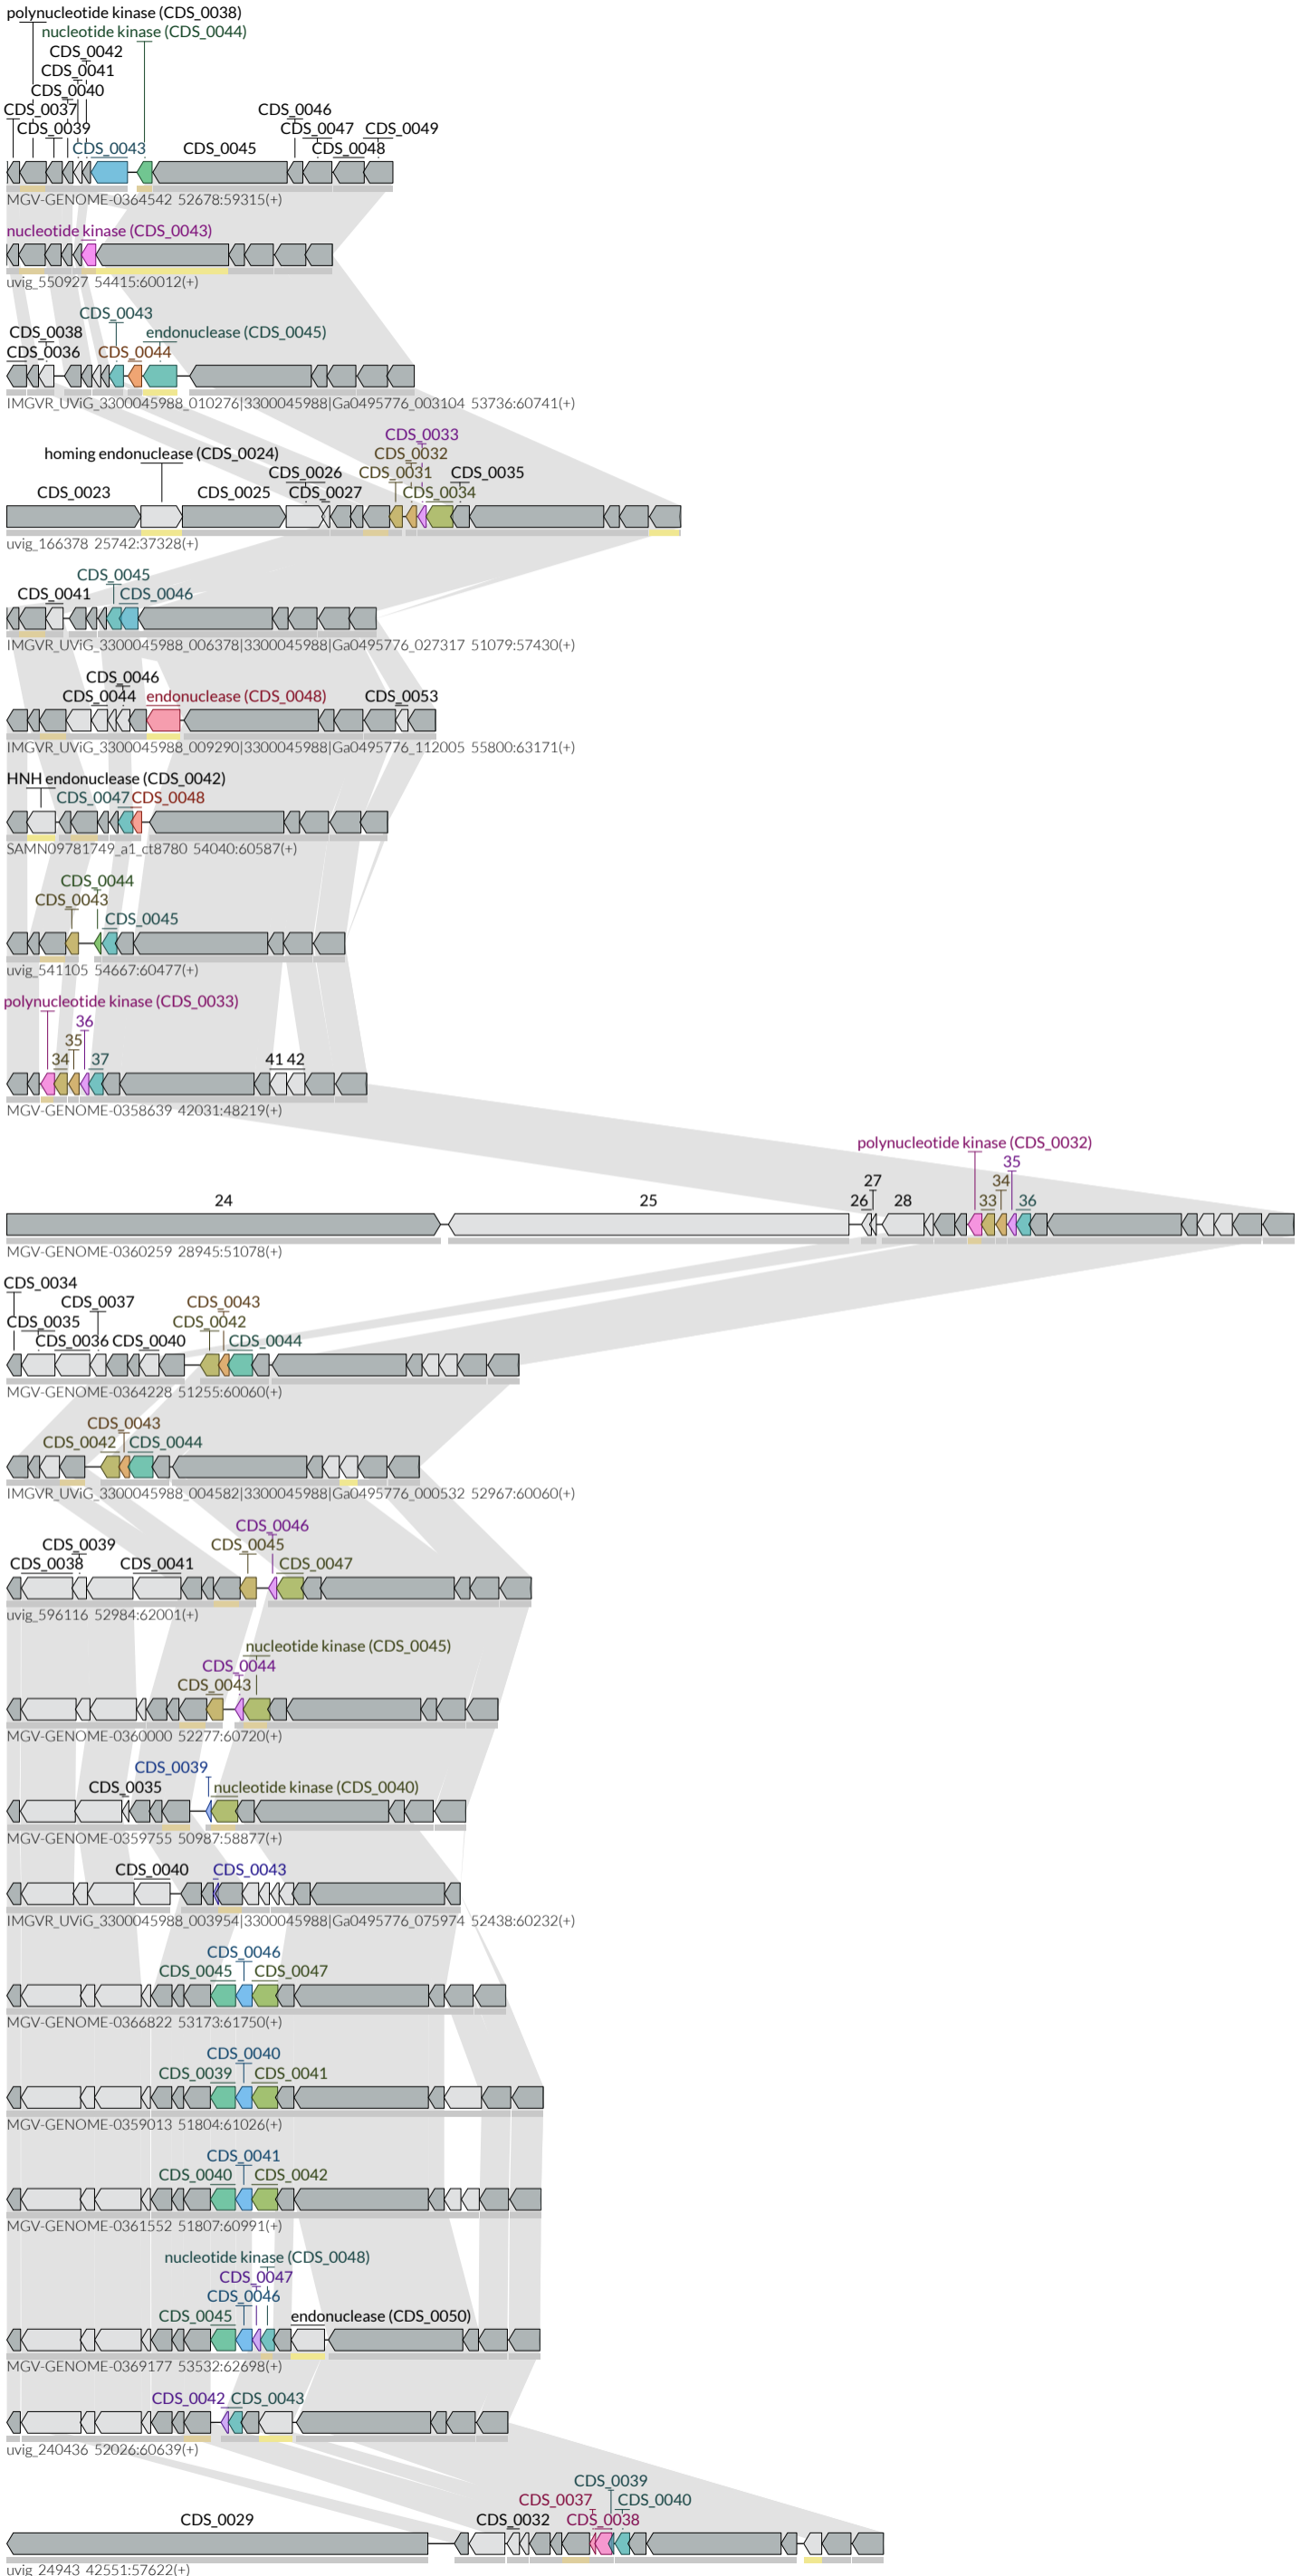 polynucleotide kinase (CDS_0038)
nucleotide kinase (CDS_0044)
CDS_0042
CDS_0041
CDS_0040
CDS_0037
CDS_0046
CDS_0039
CDS_0047
CDS_0049
CDS_0043
CDS_0045
CDS_0048
MGV-GENOME-0364542 52678:59315(+)
nucleotide kinase (CDS_0043)
uvig_550927 54415:60012(+)
CDS_0043
CDS_0038
endonuclease (CDS_0045)
CDS_0036
CDS_0044
IMGVR_UViG_3300045988_010276|3300045988|Ga0495776_003104 53736:60741(+)
CDS_0033
homing endonuclease (CDS_0024)
CDS_0032
CDS_0026
CDS_0031
CDS_0035
CDS_0023
CDS_0025
CDS_0027
CDS_0034
uvig_166378 25742:37328(+)
CDS_0045
CDS_0041
CDS_0046
IMGVR_UViG_3300045988_006378|3300045988|Ga0495776_027317 51079:57430(+)
CDS_0046
CDS_0044
endonuclease (CDS_0048)
CDS_0053
IMGVR_UViG_3300045988_009290|3300045988|Ga0495776_112005 55800:63171(+)
HNH endonuclease (CDS_0042)
CDS_0047
CDS_0048
SAMN09781749_a1_ct8780 54040:60587(+)
CDS_0044
CDS_0043
CDS_0045
uvig_541105 54667:60477(+)
polynucleotide kinase (CDS_0033)
36
35
34
37
41
42
MGV-GENOME-0358639 42031:48219(+)
polynucleotide kinase (CDS_0032)
35
27
34
24
25
26
28
33
36
MGV-GENOME-0360259 28945:51078(+)
CDS_0034
CDS_0037
CDS_0043
CDS_0035
CDS_0042
CDS_0036
CDS_0040
CDS_0044
MGV-GENOME-0364228 51255:60060(+)
CDS_0043
CDS_0042
CDS_0044
IMGVR_UViG_3300045988_004582|3300045988|Ga0495776_000532 52967:60060(+)
CDS_0046
CDS_0039
CDS_0045
CDS_0038
CDS_0041
CDS_0047
uvig_596116 52984:62001(+)
nucleotide kinase (CDS_0045)
CDS_0044
CDS_0043
MGV-GENOME-0360000 52277:60720(+)
CDS_0039
CDS_0035
nucleotide kinase (CDS_0040)
MGV-GENOME-0359755 50987:58877(+)
CDS_0040
CDS_0043
IMGVR_UViG_3300045988_003954|3300045988|Ga0495776_075974 52438:60232(+)
CDS_0046
CDS_0045
CDS_0047
MGV-GENOME-0366822 53173:61750(+)
CDS_0040
CDS_0039
CDS_0041
MGV-GENOME-0359013 51804:61026(+)
CDS_0041
CDS_0040
CDS_0042
MGV-GENOME-0361552 51807:60991(+)
nucleotide kinase (CDS_0048)
CDS_0047
CDS_0046
CDS_0045
endonuclease (CDS_0050)
MGV-GENOME-0369177 53532:62698(+)
CDS_0042
CDS_0043
uvig_240436 52026:60639(+)
CDS_0039
CDS_0037
CDS_0040
CDS_0029
CDS_0032
CDS_0038
uvig_24943 42551:57622(+)